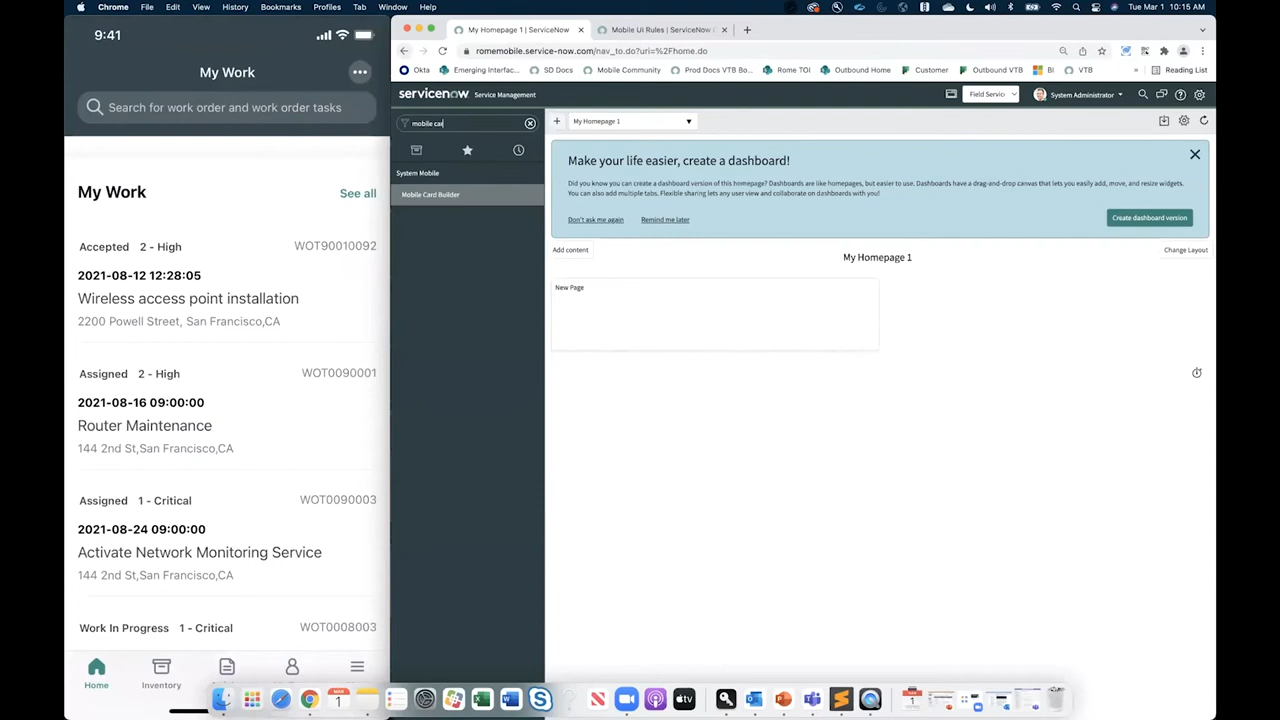 Chrome File Edit View History Bookmarks Profiles Tab Window Help
Tue Mar 1 10:15 AM
9:41
My Work
Search for work order and work order tasks
My Work
See all
Accepted 2 - High WOT90010092
2021-08-12 12:28:05
Wireless access point installation
2200 Powell Street, San Francisco,CA
Assigned 2 - High WOT0090001
2021-08-16 09:00:00
Router Maintenance
144 2nd St,San Francisco,CA
Assigned 1 - Critical WOT0090003
2021-08-24 09:00:00
Activate Network Monitoring Service
144 2nd St,San Francisco,CA
Work In Progress 1 - Critical WOT0008003
Home
Inventory
My Homepage 1 | ServiceNow
Mobile UI Rules | ServiceNow
romemobile.service-now.com/nav_to.do?uri=%2Fhome.do
Okta Emerging Interfac... SD Docs Mobile Community Prod Docs VTB Bo... Rome TOI Outbound Home Customer Outbound VTB BI VTB » Reading List
servicenow Service Management
Field Servic
System Administrator
mobile car
My Homepage 1
System Mobile
Mobile Card Builder
Make your life easier, create a dashboard!
Did you know you can create a dashboard version of this homepage? Dashboards are like homepages, but easier to use. Dashboards have a drag-and-drop canvas that lets you easily add, move, and resize widgets.
You can also add multiple tabs. Flexible sharing lets any user view and collaborate on dashboards with you!
Don't ask me again
Remind me later
Create dashboard version
Add content
My Homepage 1
Change Layout
New Page